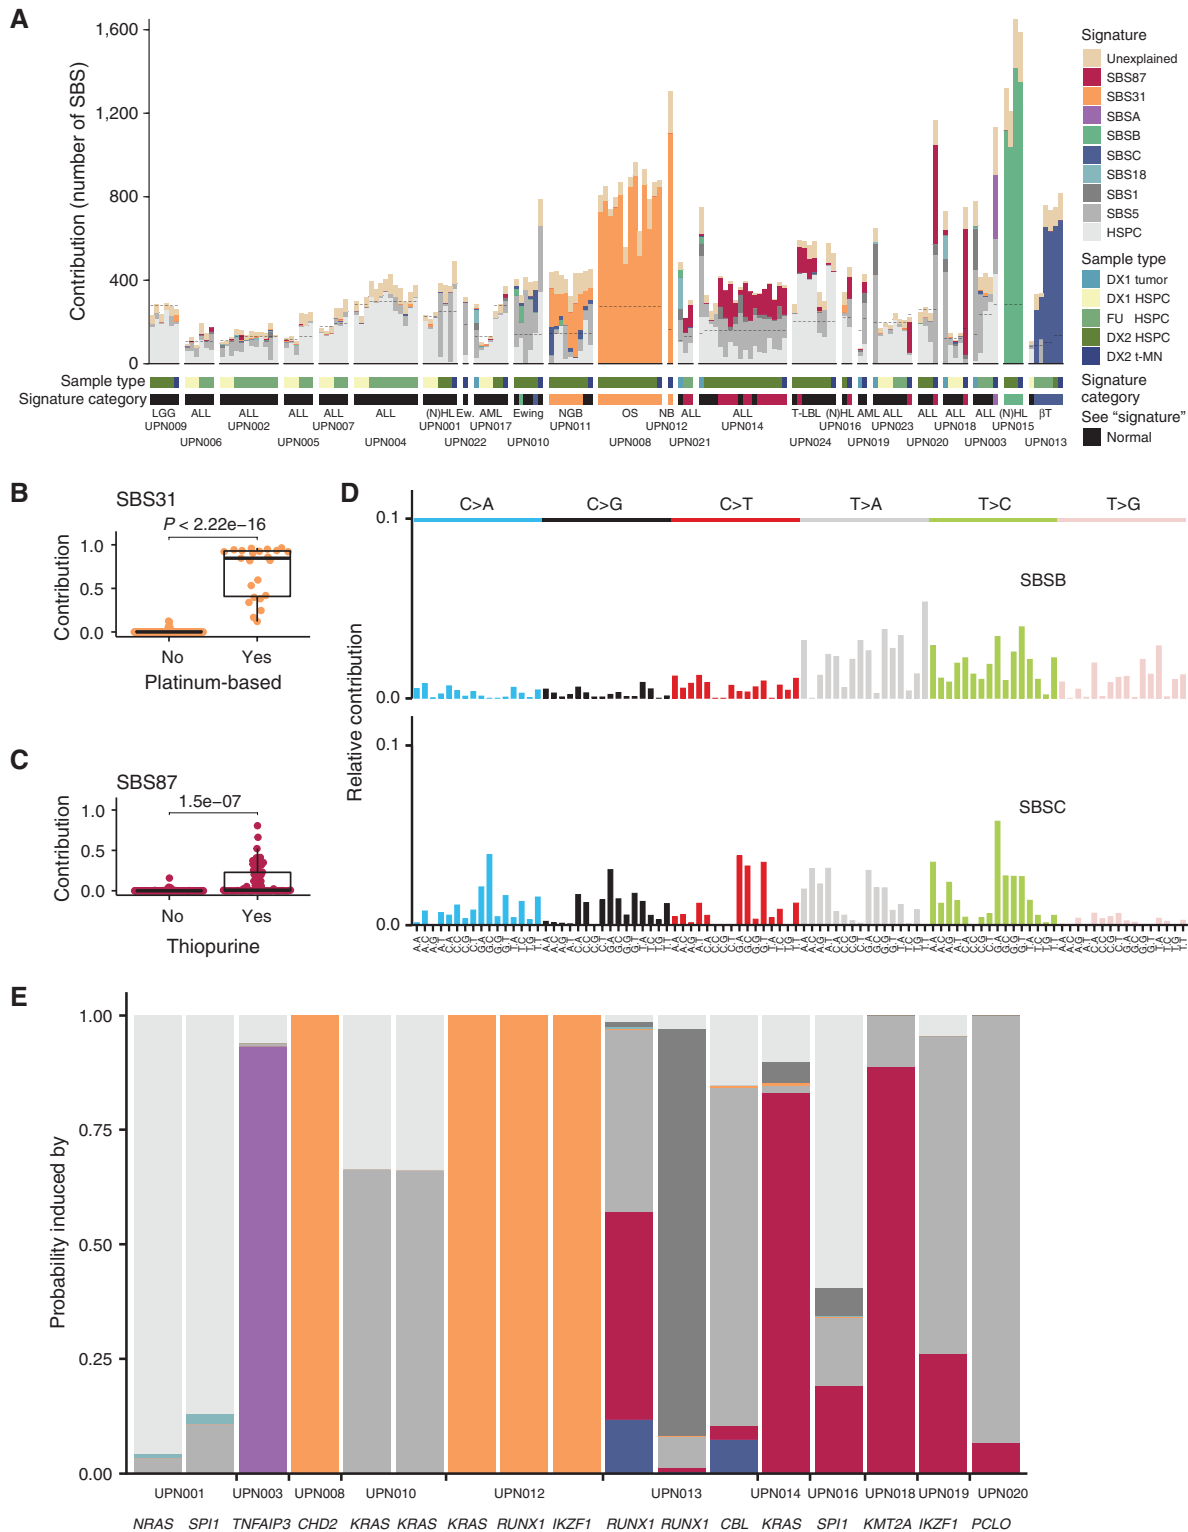 A
Contribution (number of SBS)
1,600
1,200
800
400
0
Signature
Unexplained
SBS87
SBS31
SBSA
SBSB
SBSC
SBS18
SBS1
SBS5
HSPC
Sample type
DX1 tumor
DX1 HSPC
FU HSPC
DX2 HSPC
DX2 t-MN
Signature
category
See “signature”
Normal
Sample type
Signature category
LGG ALL ALL ALL ALL ALL (N)HL Ew. AML Ewing NGB OS NB ALL ALL T-LBL (N)HL AML ALL ALL ALL ALL (N)HL βT
UPN009 UPN002 UPN007 UPN001 UPN017 UPN011 UPN012 UPN014 UPN016 UPN023 UPN018 UPN015
UPN006 UPN005 UPN004 UPN022 UPN010 UPN008 UPN021 UPN024 UPN019 UPN020 UPN003 UPN013
B
SBS31
P < 2.22e−16
Contribution
1.0
0.5
0.0
No Yes
Platinum-based
C
SBS87
1.5e−07
Contribution
1.0
0.5
0.0
No Yes
Thiopurine
D
C>A C>G C>T T>A T>C T>G
0.1
SBSB
0.0
Relative contribution
0.1
SBSC
0.0
A.A A.C A.G A.T C.A C.C C.G C.T G.A G.C G.G G.T T.A T.C T.G T.T A.A A.C A.G A.T C.A C.C C.G C.T G.A G.C G.G G.T T.A T.C T.G T.T A.A A.C A.G A.T C.A C.C C.G C.T G.A G.C G.G G.T T.A T.C T.G T.T A.A A.C A.G A.T C.A C.C C.G C.T G.A G.C G.G G.T T.A T.C T.G T.T A.A A.C A.G A.T C.A C.C C.G C.T G.A G.C G.G G.T T.A T.C T.G T.T A.A A.C A.G A.T C.A C.C C.G C.T G.A G.C G.G G.T T.A T.C T.G T.T
E
Probability induced by
1.00
0.75
0.50
0.25
0.00
UPN001 UPN003 UPN008 UPN010 UPN012 UPN013 UPN014 UPN016 UPN018 UPN019 UPN020
NRAS SPI1 TNFAIP3 CHD2 KRAS KRAS KRAS RUNX1 IKZF1 RUNX1 RUNX1 CBL KRAS SPI1 KMT2A IKZF1 PCLO